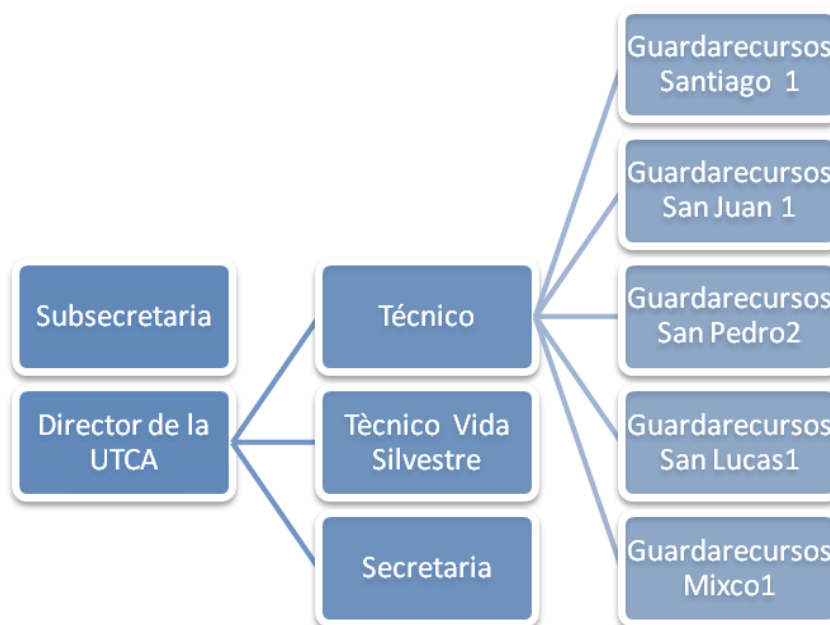 Subsecretaria
Director de la
UTCA
Técnico
Tècnico Vida
Silvestre
Secretaria
Guardarecursos
Santiago 1
Guardarecursos
San Juan 1
Guardarecursos
San Pedro2
Guardarecursos
San Lucas1
Guardarecursos
Mixco1